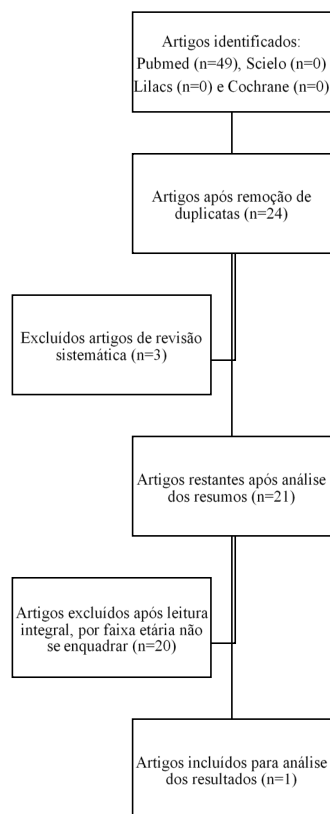 Artigos identificados:
Pubmed (n=49), Scielo (n=0)
Lilacs (n=0) e Cochrane (n=0)
Artigos após remoção de
duplicatas (n=24)
Excluídos artigos de revisão
sistemática (n=3)
Artigos restantes após análise
dos resumos (n=21)
Artigos excluídos após leitura
integral, por faixa etária não
se enquadrar (n=20)
Artigos incluídos para análise
dos resultados (n=1)